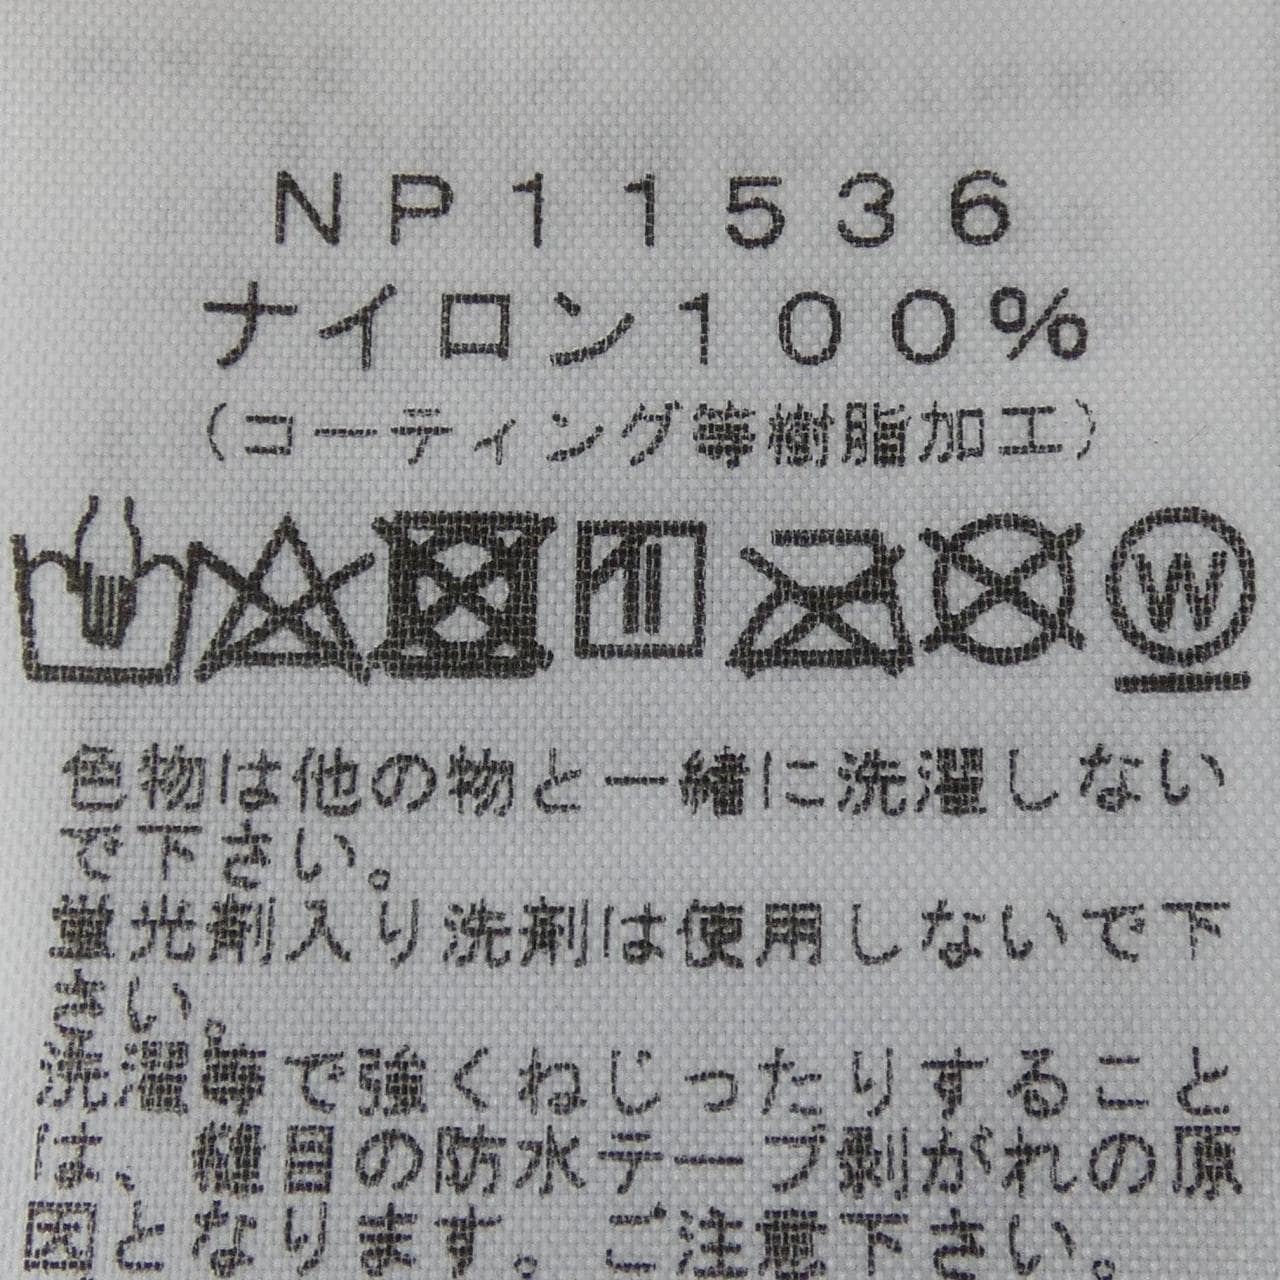 NP11536
ナイロン100%
(コーティング等樹脂加工)
W
色物は他の物と一緒に洗濯しない
で下さい。
蛍光剤入り洗剤は使用しないで下
さい。
洗濯等で強くねじったりすること
は、縫目の防水テープ剥がれの原
因となります。ご注意下さい。